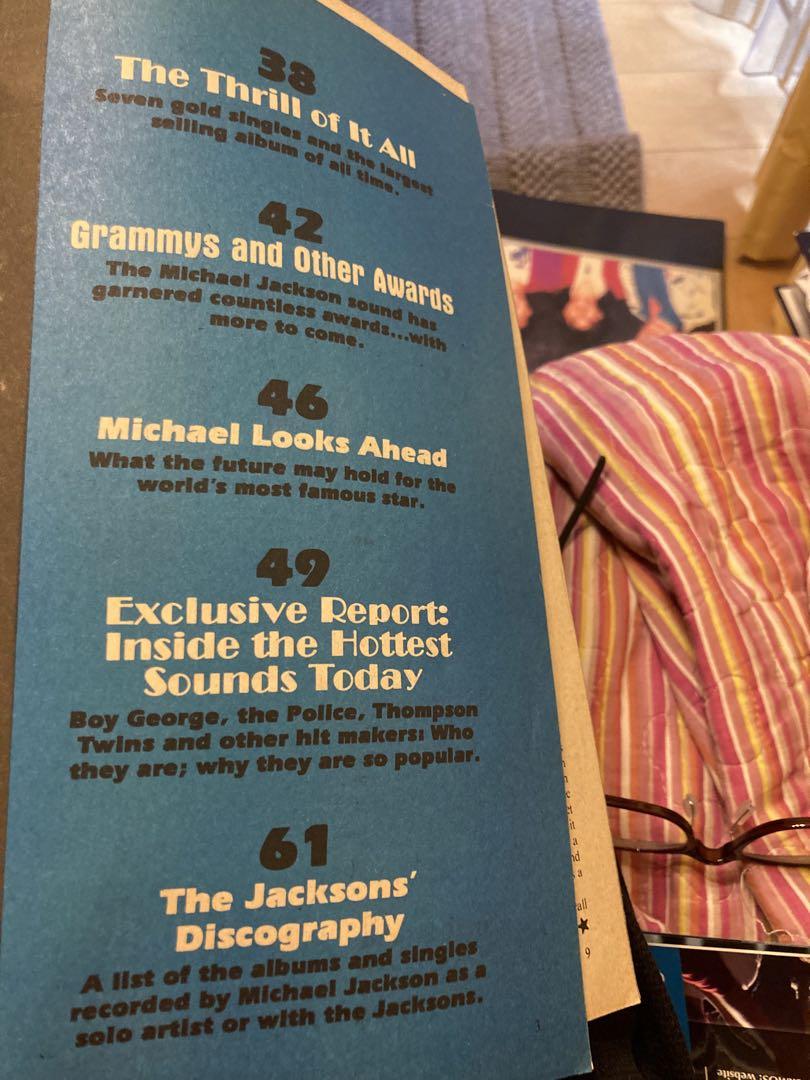 38
The Thrill of It All
Seven gold singles and the largest
selling album of all time.
42
Grammys and Other Awards
The Michael Jackson sound has
garnered countless awards...with
more to come.
46
Michael Looks Ahead
What the future may hold for the
world's most famous star.
49
Exclusive Report:
Inside the Hottest
Sounds Today
Boy George, the Police, Thompson
Twins and other hit makers: Who
they are; why they are so popular.
61
The Jacksons'
Discography
A list of the albums and singles
recorded by Michael Jackson as a
solo artist or with the Jacksons.
3
it
a
all
9
website